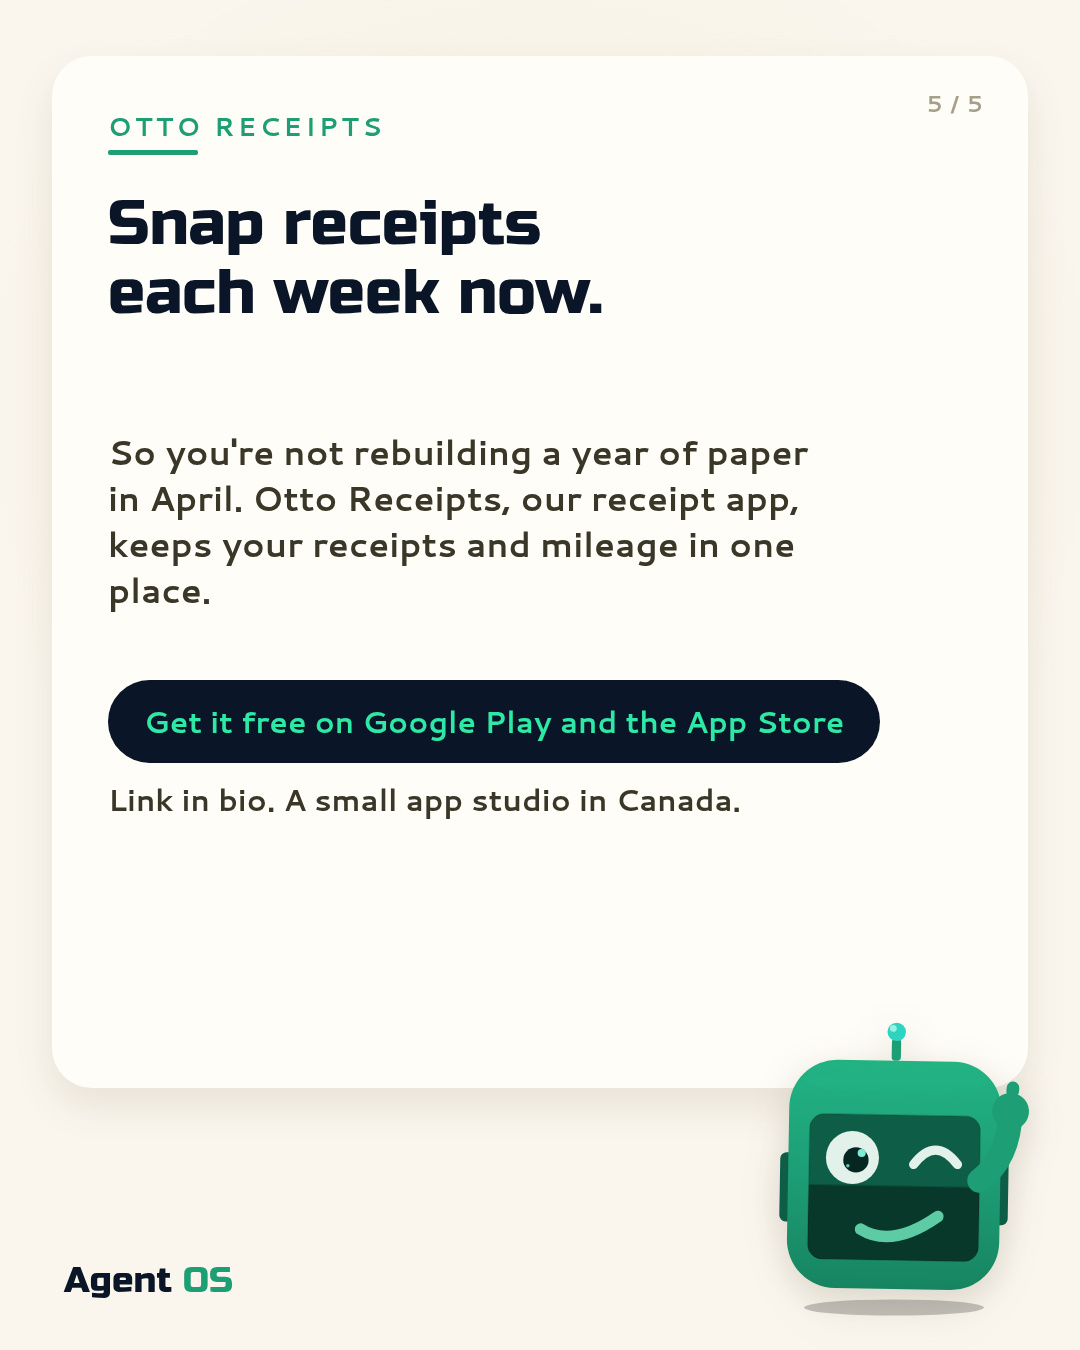 5 / 5
OTTO RECEIPTS
Snap receipts
each week now.
So you're not rebuilding a year of paper
in April. Otto Receipts, our receipt app,
keeps your receipts and mileage in one
place.
Get it free on Google Play and the App Store
Link in bio. A small app studio in Canada.
Agent OS